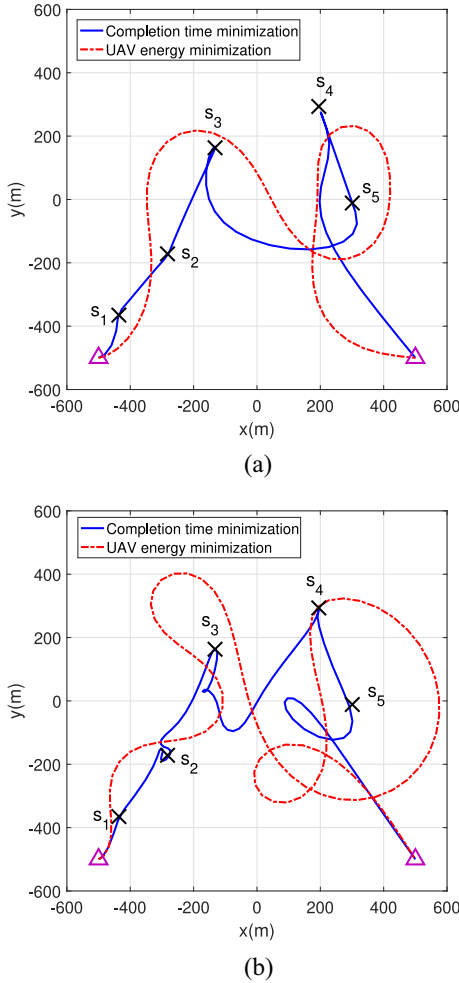 600
Completion time minimization
UAV energy minimization
s4
400
s3
200
y(m)
0
s5
s2
-200
s1
-400
-600
-600 -400 -200 0 200 400 600
x(m)
(a)
600
Completion time minimization
UAV energy minimization
400
s4
s3
200
y(m)
0
s5
s2
-200
s1
-400
-600
-600 -400 -200 0 200 400 600
x(m)
(b)